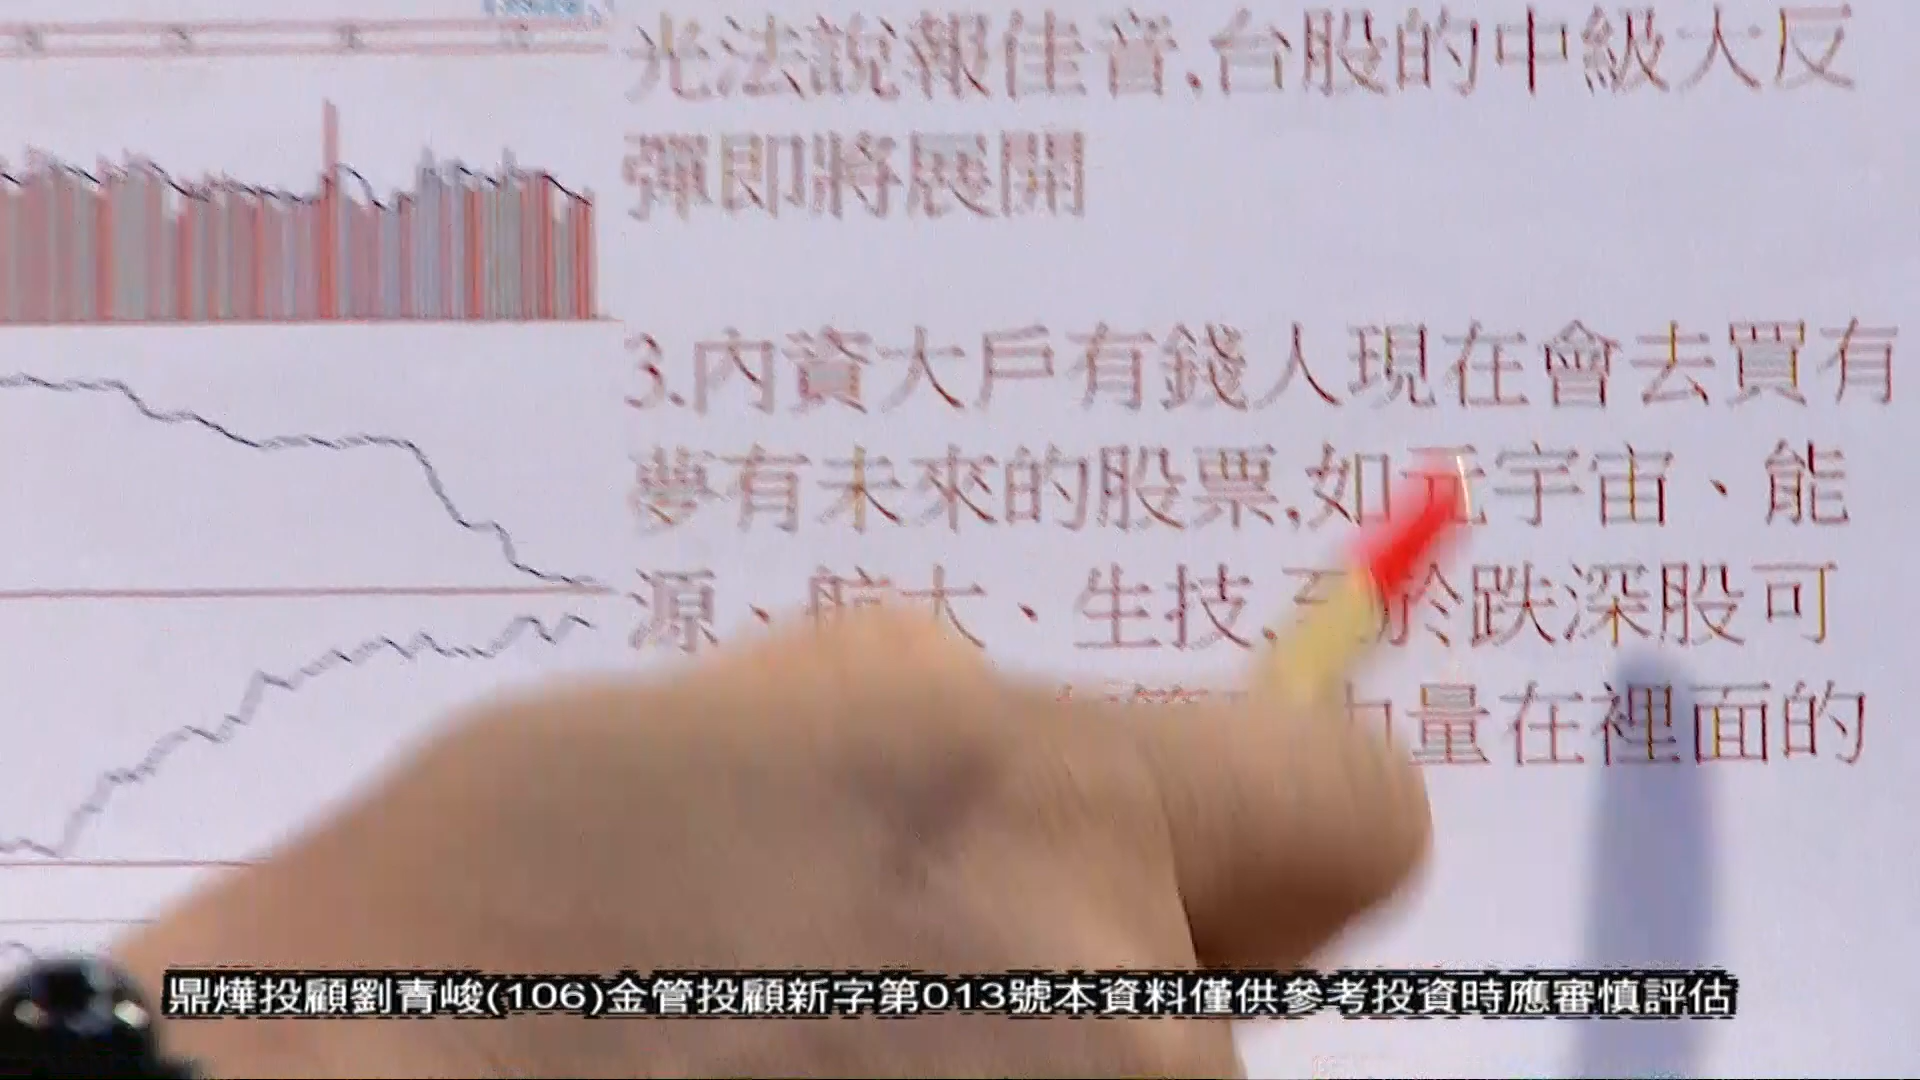 光法說報佳音,台股的中級大反
彈即將展開
3.內資大戶有錢人現在會去買有
夢有未來的股票,如元宇宙、能
源、航太、生技,至於跌深股可
量在裡面的
鼎燁投顧劉青峻(106)金管投顧新字第013號本資料僅供參考投資時應審慎評估